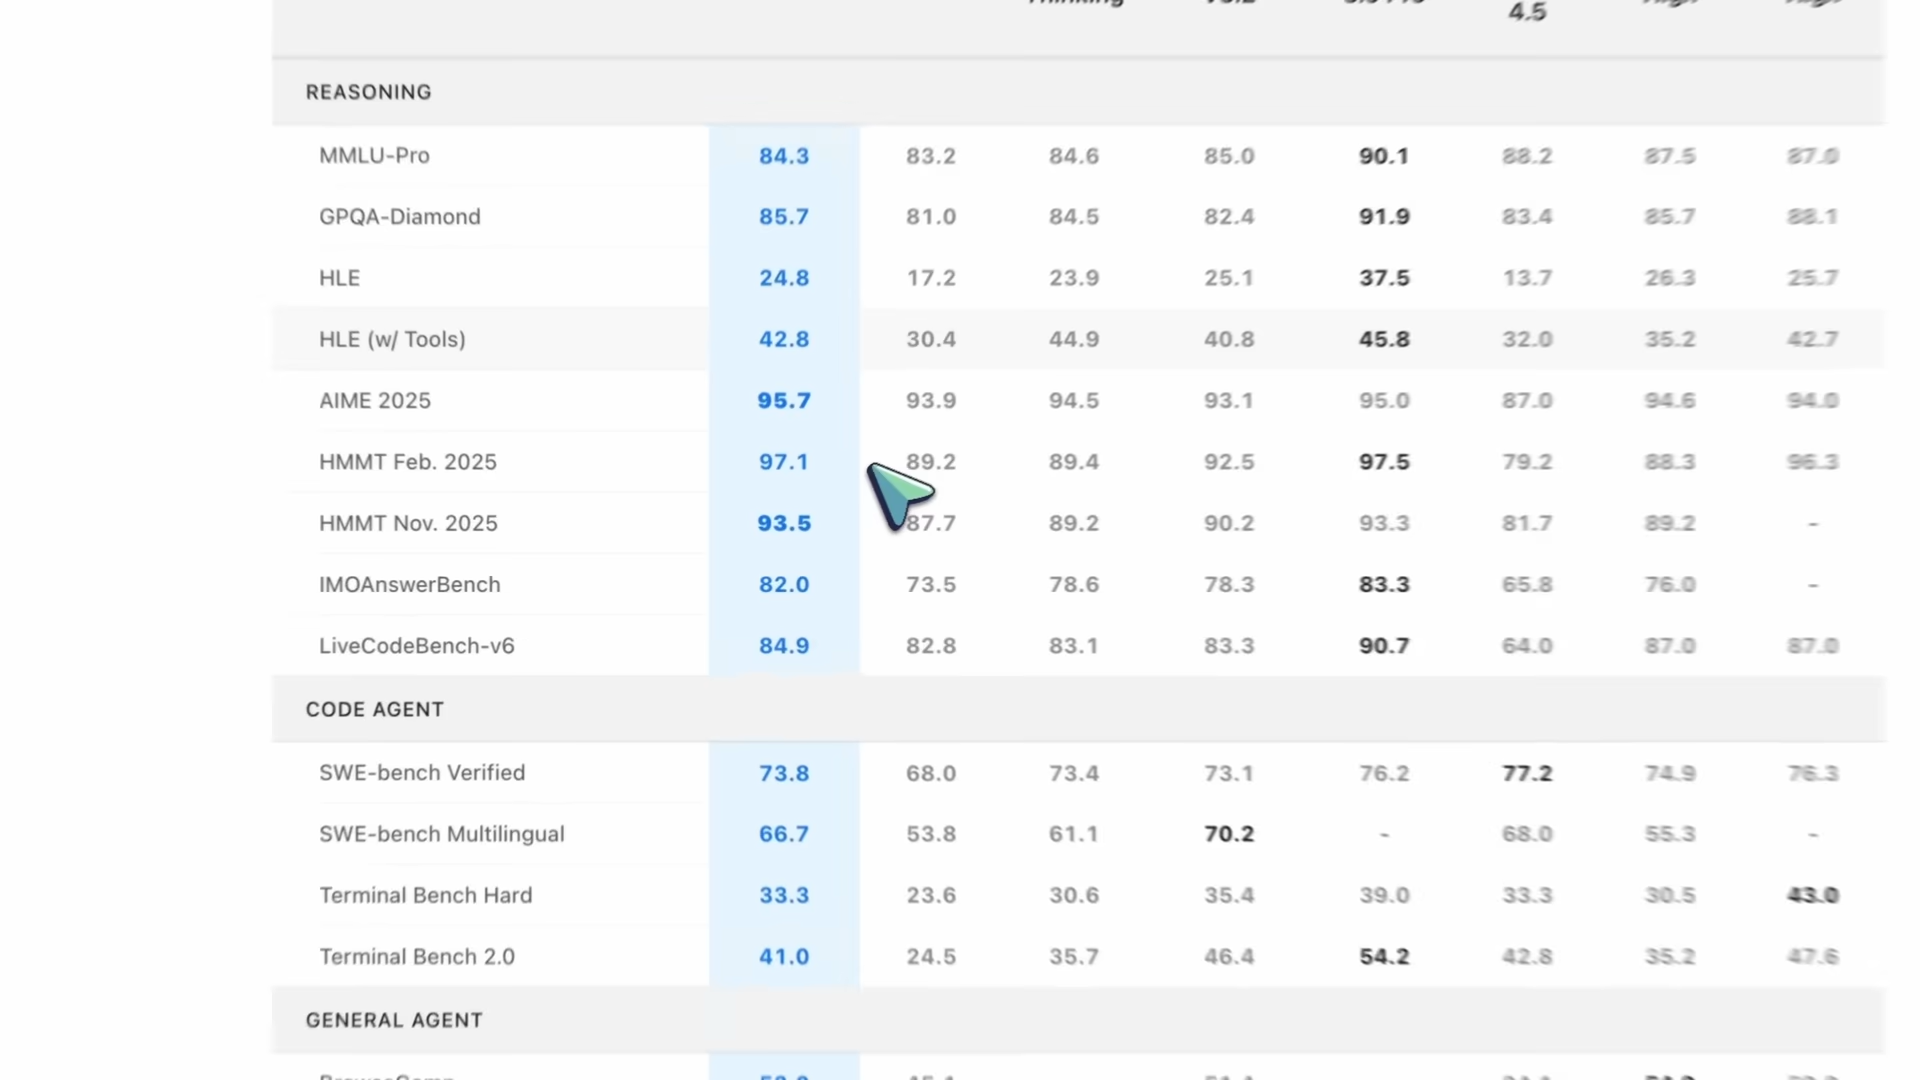 4.5
REASONING
MMLU-Pro 84.3 83.2 84.6 85.0 90.1 88.2 87.5 87.0
GPQA-Diamond 85.7 81.0 84.5 82.4 91.9 83.4 85.7 88.1
HLE 24.8 17.2 23.9 25.1 37.5 13.7 26.3 25.7
HLE (w/ Tools) 42.8 30.4 44.9 40.8 45.8 32.0 35.2 42.7
AIME 2025 95.7 93.9 94.5 93.1 95.0 87.0 94.6 94.0
HMMT Feb. 2025 97.1 89.2 89.4 92.5 97.5 79.2 88.3 96.3
HMMT Nov. 2025 93.5 87.7 89.2 90.2 93.3 81.7 89.2 -
IMOAnswerBench 82.0 73.5 78.6 78.3 83.3 65.8 76.0 -
LiveCodeBench-v6 84.9 82.8 83.1 83.3 90.7 64.0 87.0 87.0
CODE AGENT
SWE-bench Verified 73.8 68.0 73.4 73.1 76.2 77.2 74.9 76.3
SWE-bench Multilingual 66.7 53.8 61.1 70.2 - 68.0 55.3 -
Terminal Bench Hard 33.3 23.6 30.6 35.4 39.0 33.3 30.5 43.0
Terminal Bench 2.0 41.0 24.5 35.7 46.4 54.2 42.8 35.2 47.6
GENERAL AGENT